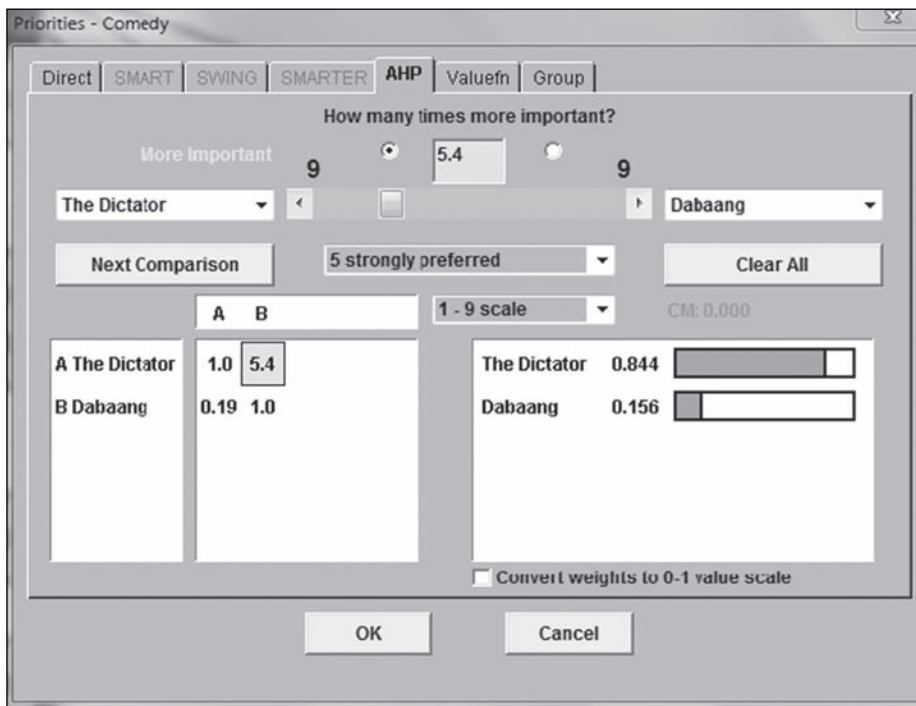 Priorities - Comedy
Direct SMART SWING SMARTER AHP Valuefn Group
How many times more important?
More Important 9 5.4 9
The Dictator Dabaang
Next Comparison 5 strongly preferred Clear All
A B 1 - 9 scale CM: 0.000
A The Dictator 1.0 5.4 The Dictator 0.844
B Dabaang 0.19 1.0 Dabaang 0.156
Convert weights to 0-1 value scale
OK Cancel